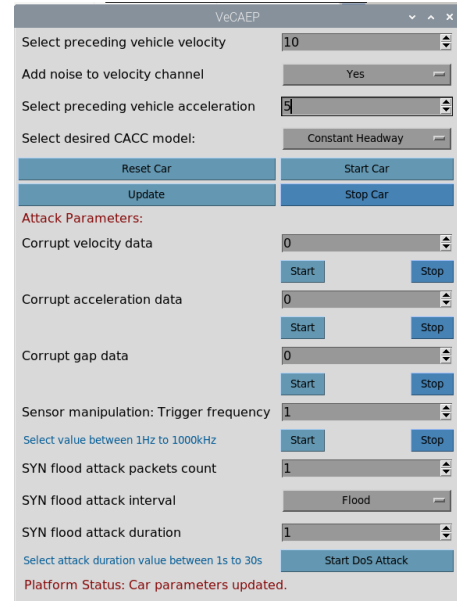 VeCAEP
Select preceding vehicle velocity 10
Add noise to velocity channel Yes
Select preceding vehicle acceleration 5
Select desired CACC model: Constant Headway
Reset Car Start Car
Update Stop Car
Attack Parameters:
Corrupt velocity data 0
Start Stop
Corrupt acceleration data 0
Start Stop
Corrupt gap data 0
Start Stop
Sensor manipulation: Trigger frequency 1
Select value between 1Hz to 1000kHz Start Stop
SYN flood attack packets count 1
SYN flood attack interval Flood
SYN flood attack duration 1
Select attack duration value between 1s to 30s Start DoS Attack
Platform Status: Car parameters updated.